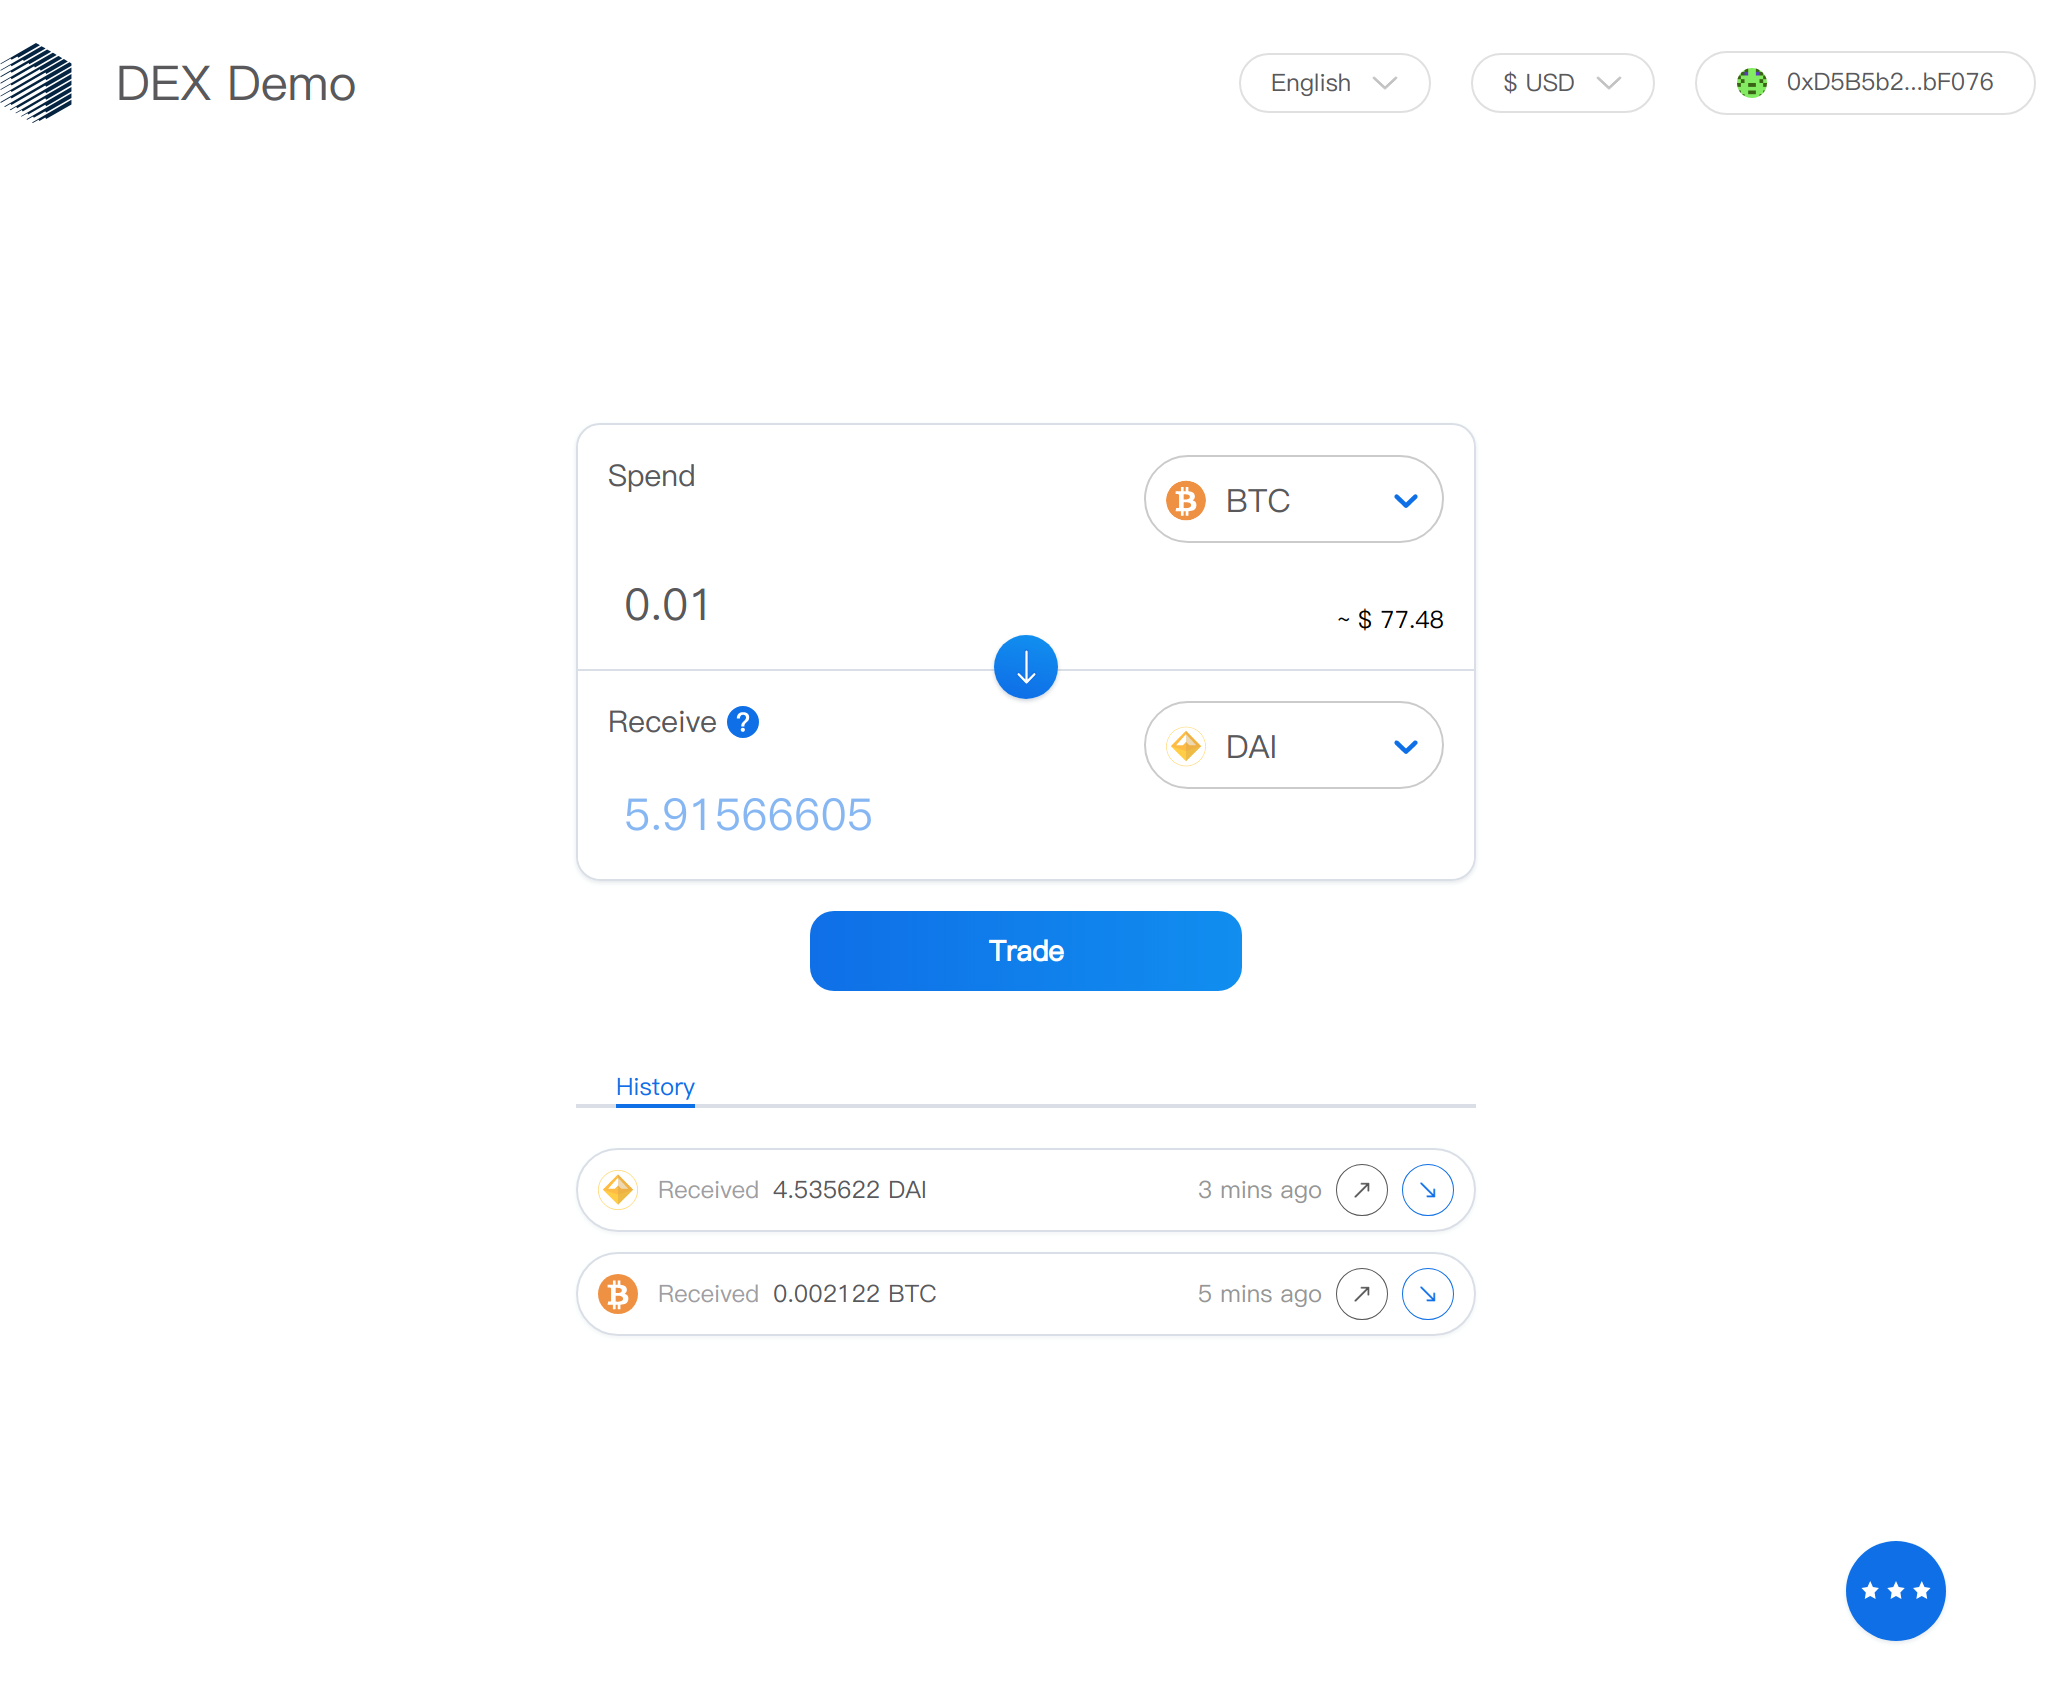 DEX Demo
English
$ USD
0xD5B5b2...bF076
Spend
BTC
0.01
~ $ 77.48
Receive ?
DAI
5.91566605
Trade
History
Received 4.535622 DAI 3 mins ago
Received 0.002122 BTC 5 mins ago